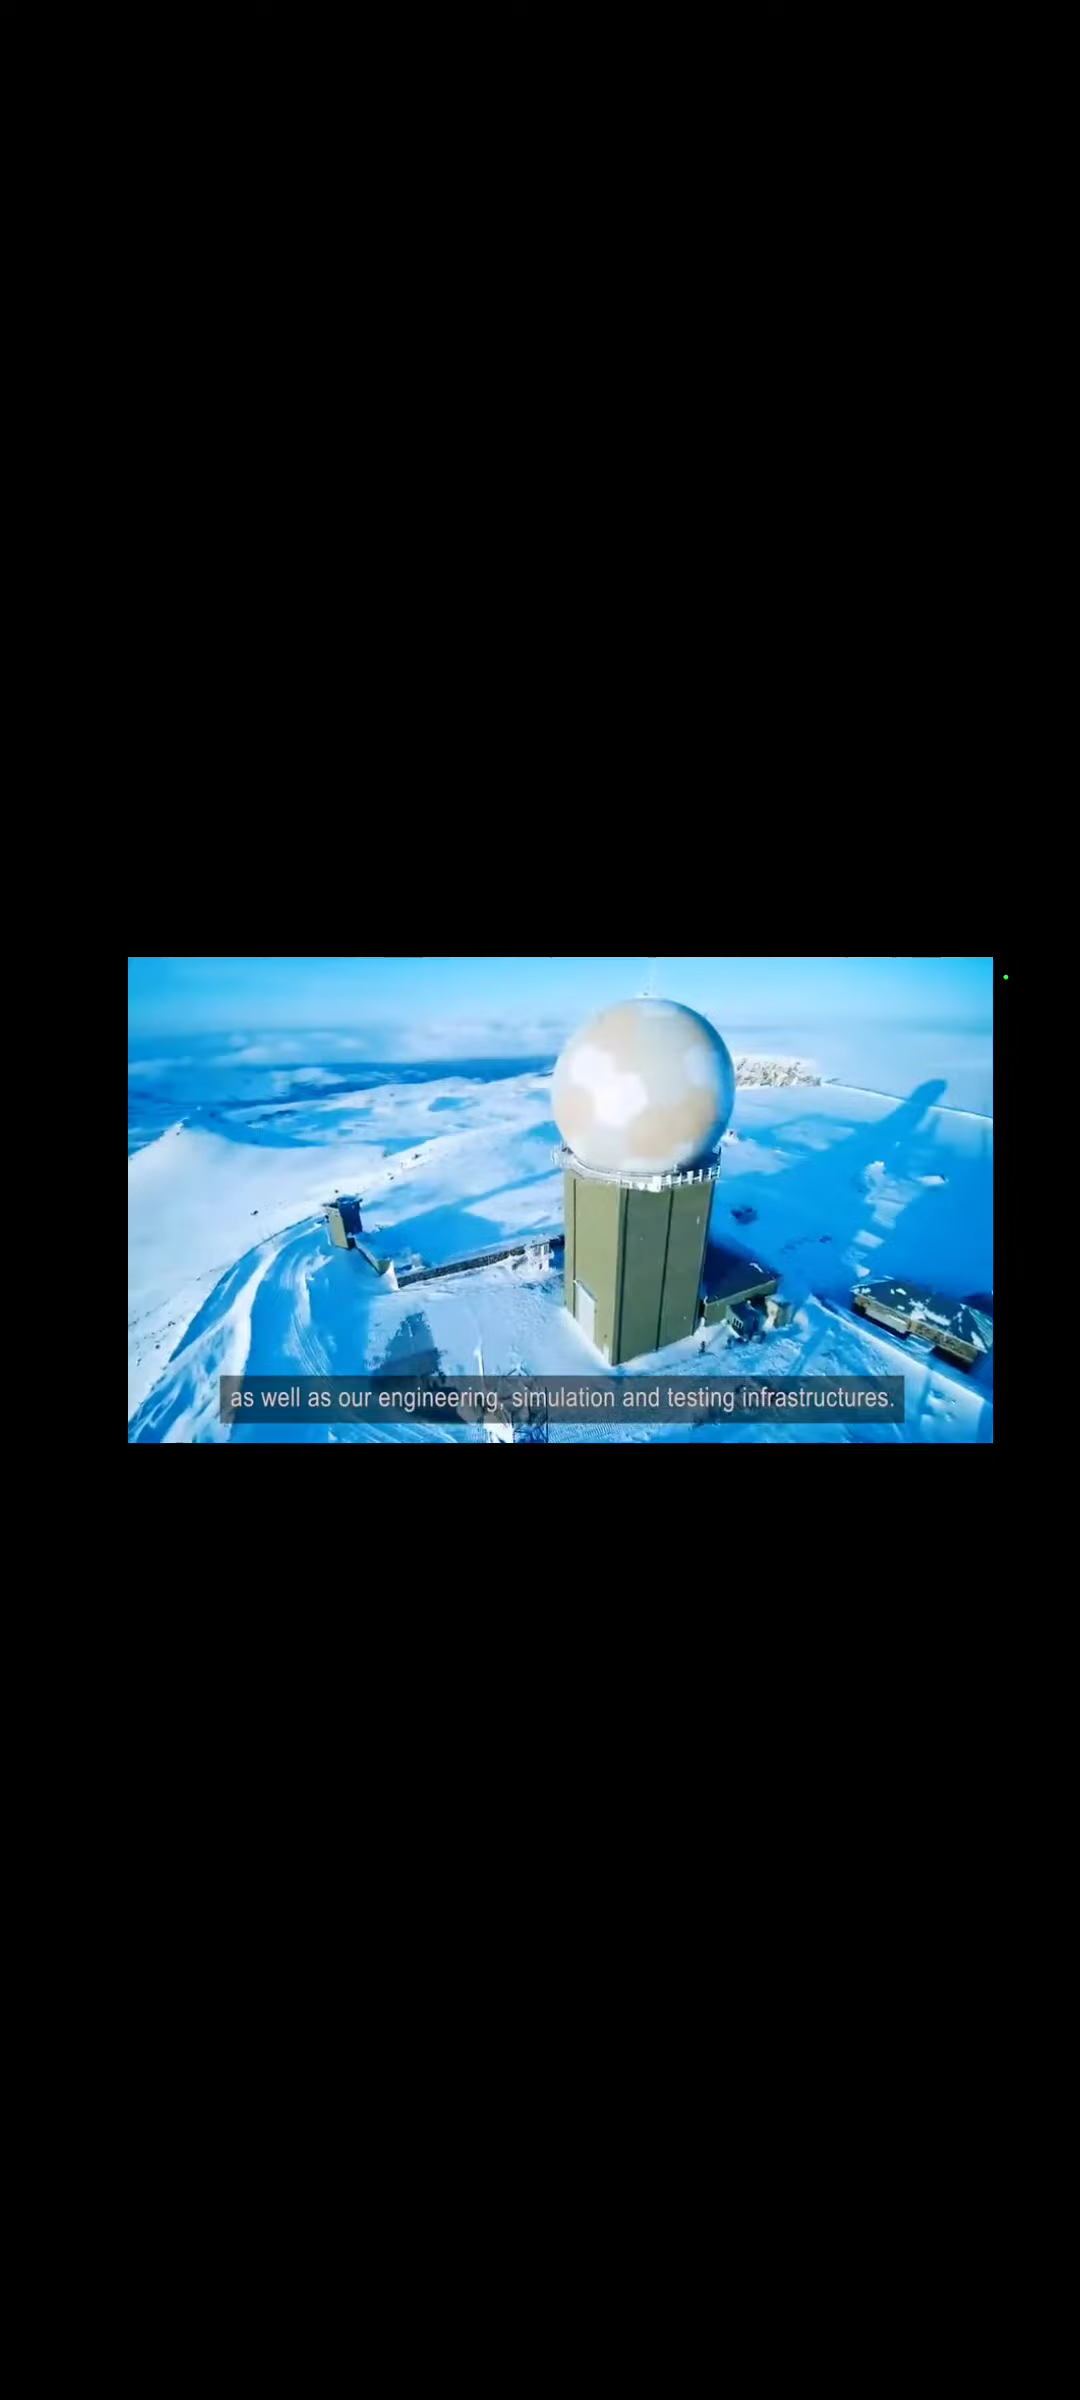 as well as our engineering, simulation and testing infrastructures.